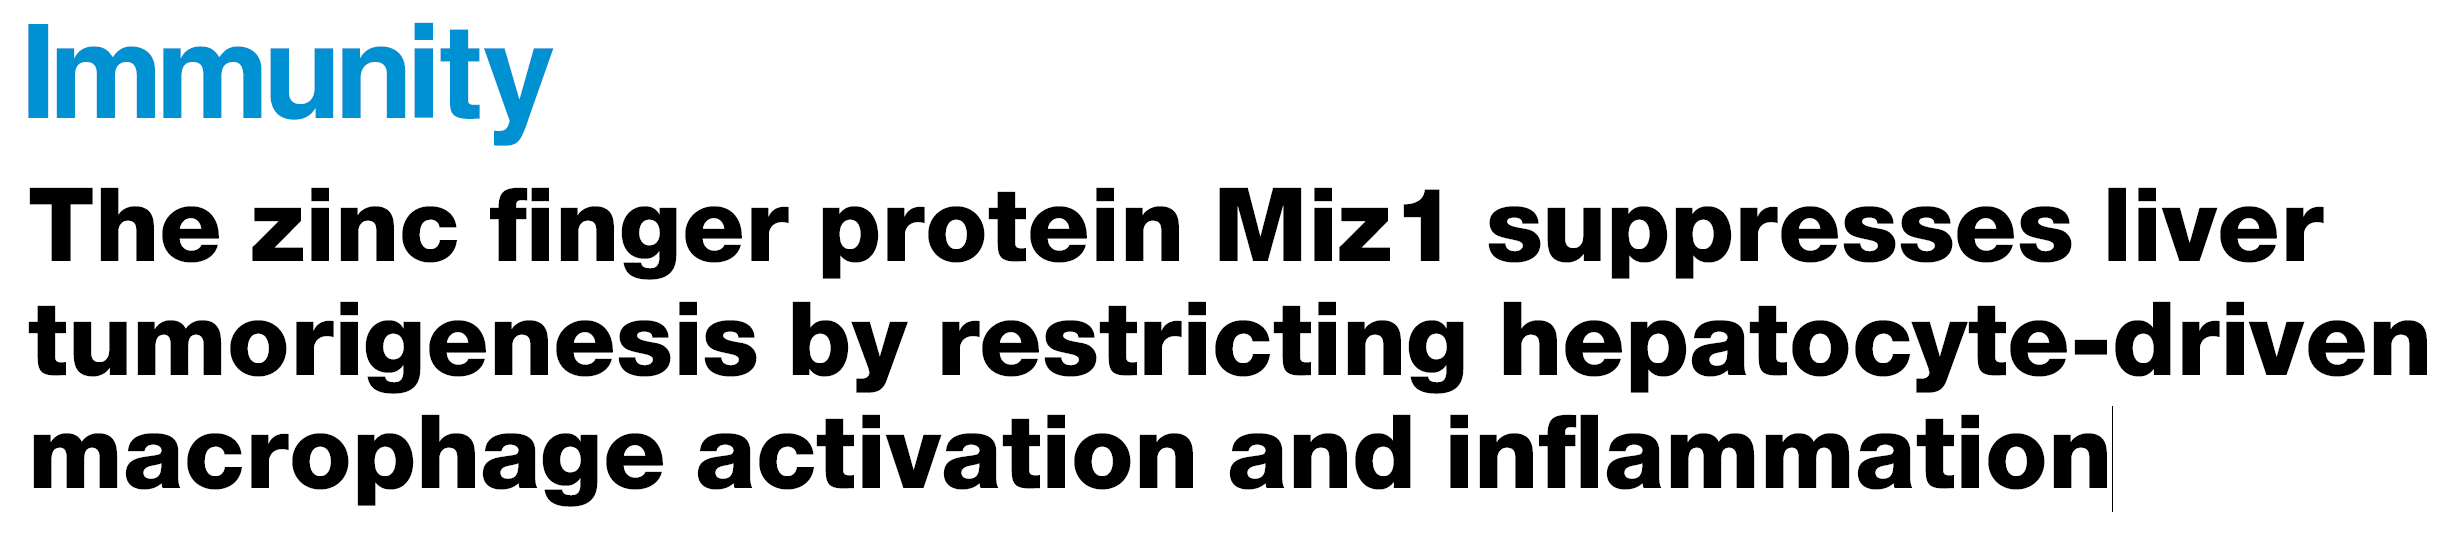 Immunity
The zinc finger protein Miz1 suppresses liver
tumorigenesis by restricting hepatocyte-driven
macrophage activation and inflammation